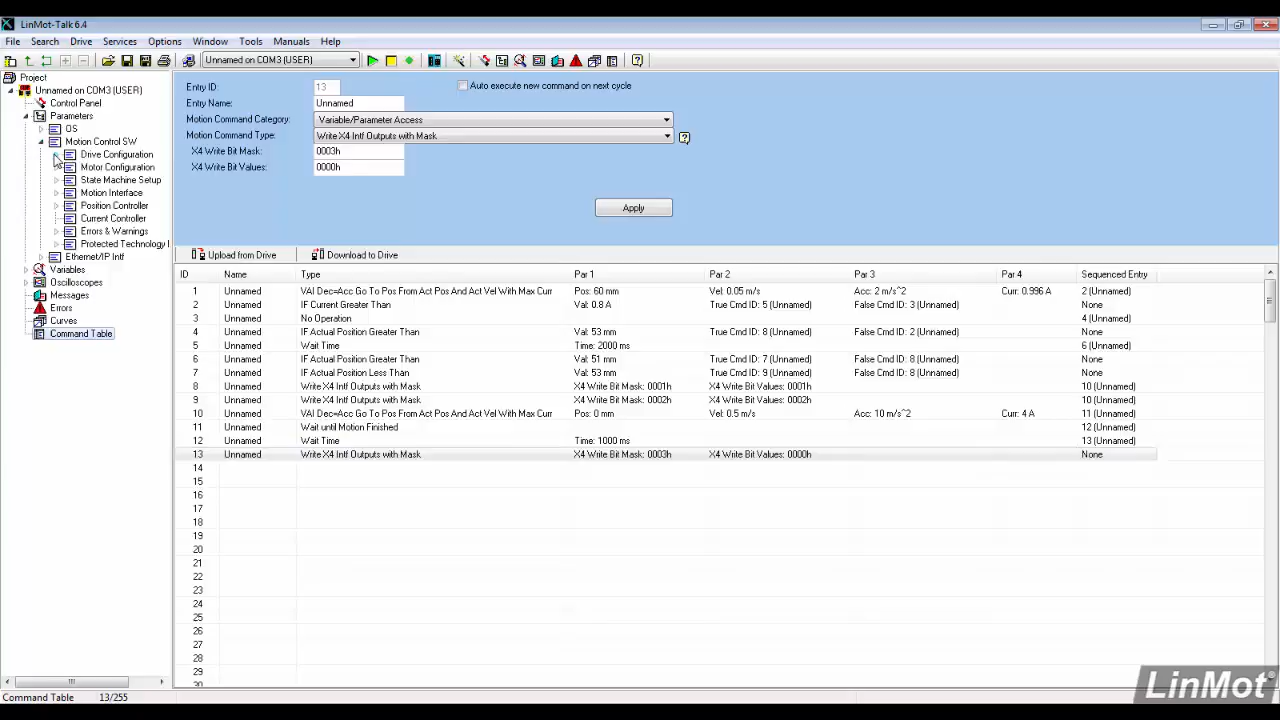 LinMot-Talk 6.4
File Search Drive Services Options Window Tools Manuals Help
Unnamed on COM3 (USER)
Project
Unnamed on COM3 (USER)
Control Panel
Parameters
OS
Motion Control SW
Drive Configuration
Motor Configuration
State Machine Setup
Motion Interface
Position Controller
Current Controller
Errors & Warnings
Protected Technology
Ethernet/IP Intf
Variables
Oscilloscopes
Messages
Errors
Curves
Command Table
Entry ID: 13
Auto execute new command on next cycle
Entry Name: Unnamed
Motion Command Category: Variable/Parameter Access
Motion Command Type: Write X4 Intf Outputs with Mask
X4 Write Bit Mask: 0003h
X4 Write Bit Values: 0000h
Apply
Upload from Drive Download to Drive
ID Name Type Par 1 Par 2 Par 3 Par 4 Sequenced Entry
1 Unnamed VAI Dec=Acc Go To Pos From Act Pos And Act Vel With Max Curr Pos: 60 mm Vel: 0.05 m/s Acc: 2 m/s^2 Curr: 0.996 A 2 (Unnamed)
2 Unnamed IF Current Greater Than Val: 0.8 A True Cmd ID: 5 (Unnamed) False Cmd ID: 3 (Unnamed) None
3 Unnamed No Operation 4 (Unnamed)
4 Unnamed IF Actual Position Greater Than Val: 53 mm True Cmd ID: 8 (Unnamed) False Cmd ID: 2 (Unnamed) None
5 Unnamed Wait Time Time: 2000 ms 6 (Unnamed)
6 Unnamed IF Actual Position Greater Than Val: 51 mm True Cmd ID: 7 (Unnamed) False Cmd ID: 8 (Unnamed) None
7 Unnamed IF Actual Position Less Than Val: 53 mm True Cmd ID: 9 (Unnamed) False Cmd ID: 8 (Unnamed) None
8 Unnamed Write X4 Intf Outputs with Mask X4 Write Bit Mask: 0001h X4 Write Bit Values: 0001h 10 (Unnamed)
9 Unnamed Write X4 Intf Outputs with Mask X4 Write Bit Mask: 0002h X4 Write Bit Values: 0002h 10 (Unnamed)
10 Unnamed VAI Dec=Acc Go To Pos From Act Pos And Act Vel With Max Curr Pos: 0 mm Vel: 0.5 m/s Acc: 10 m/s^2 Curr: 4 A 11 (Unnamed)
11 Unnamed Wait until Motion Finished 12 (Unnamed)
12 Unnamed Wait Time Time: 1000 ms 13 (Unnamed)
13 Unnamed Write X4 Intf Outputs with Mask X4 Write Bit Mask: 0003h X4 Write Bit Values: 0000h None
14
15
16
17
18
19
20
21
22
23
24
25
26
27
28
29
30
Command Table 13/255
LinMot®